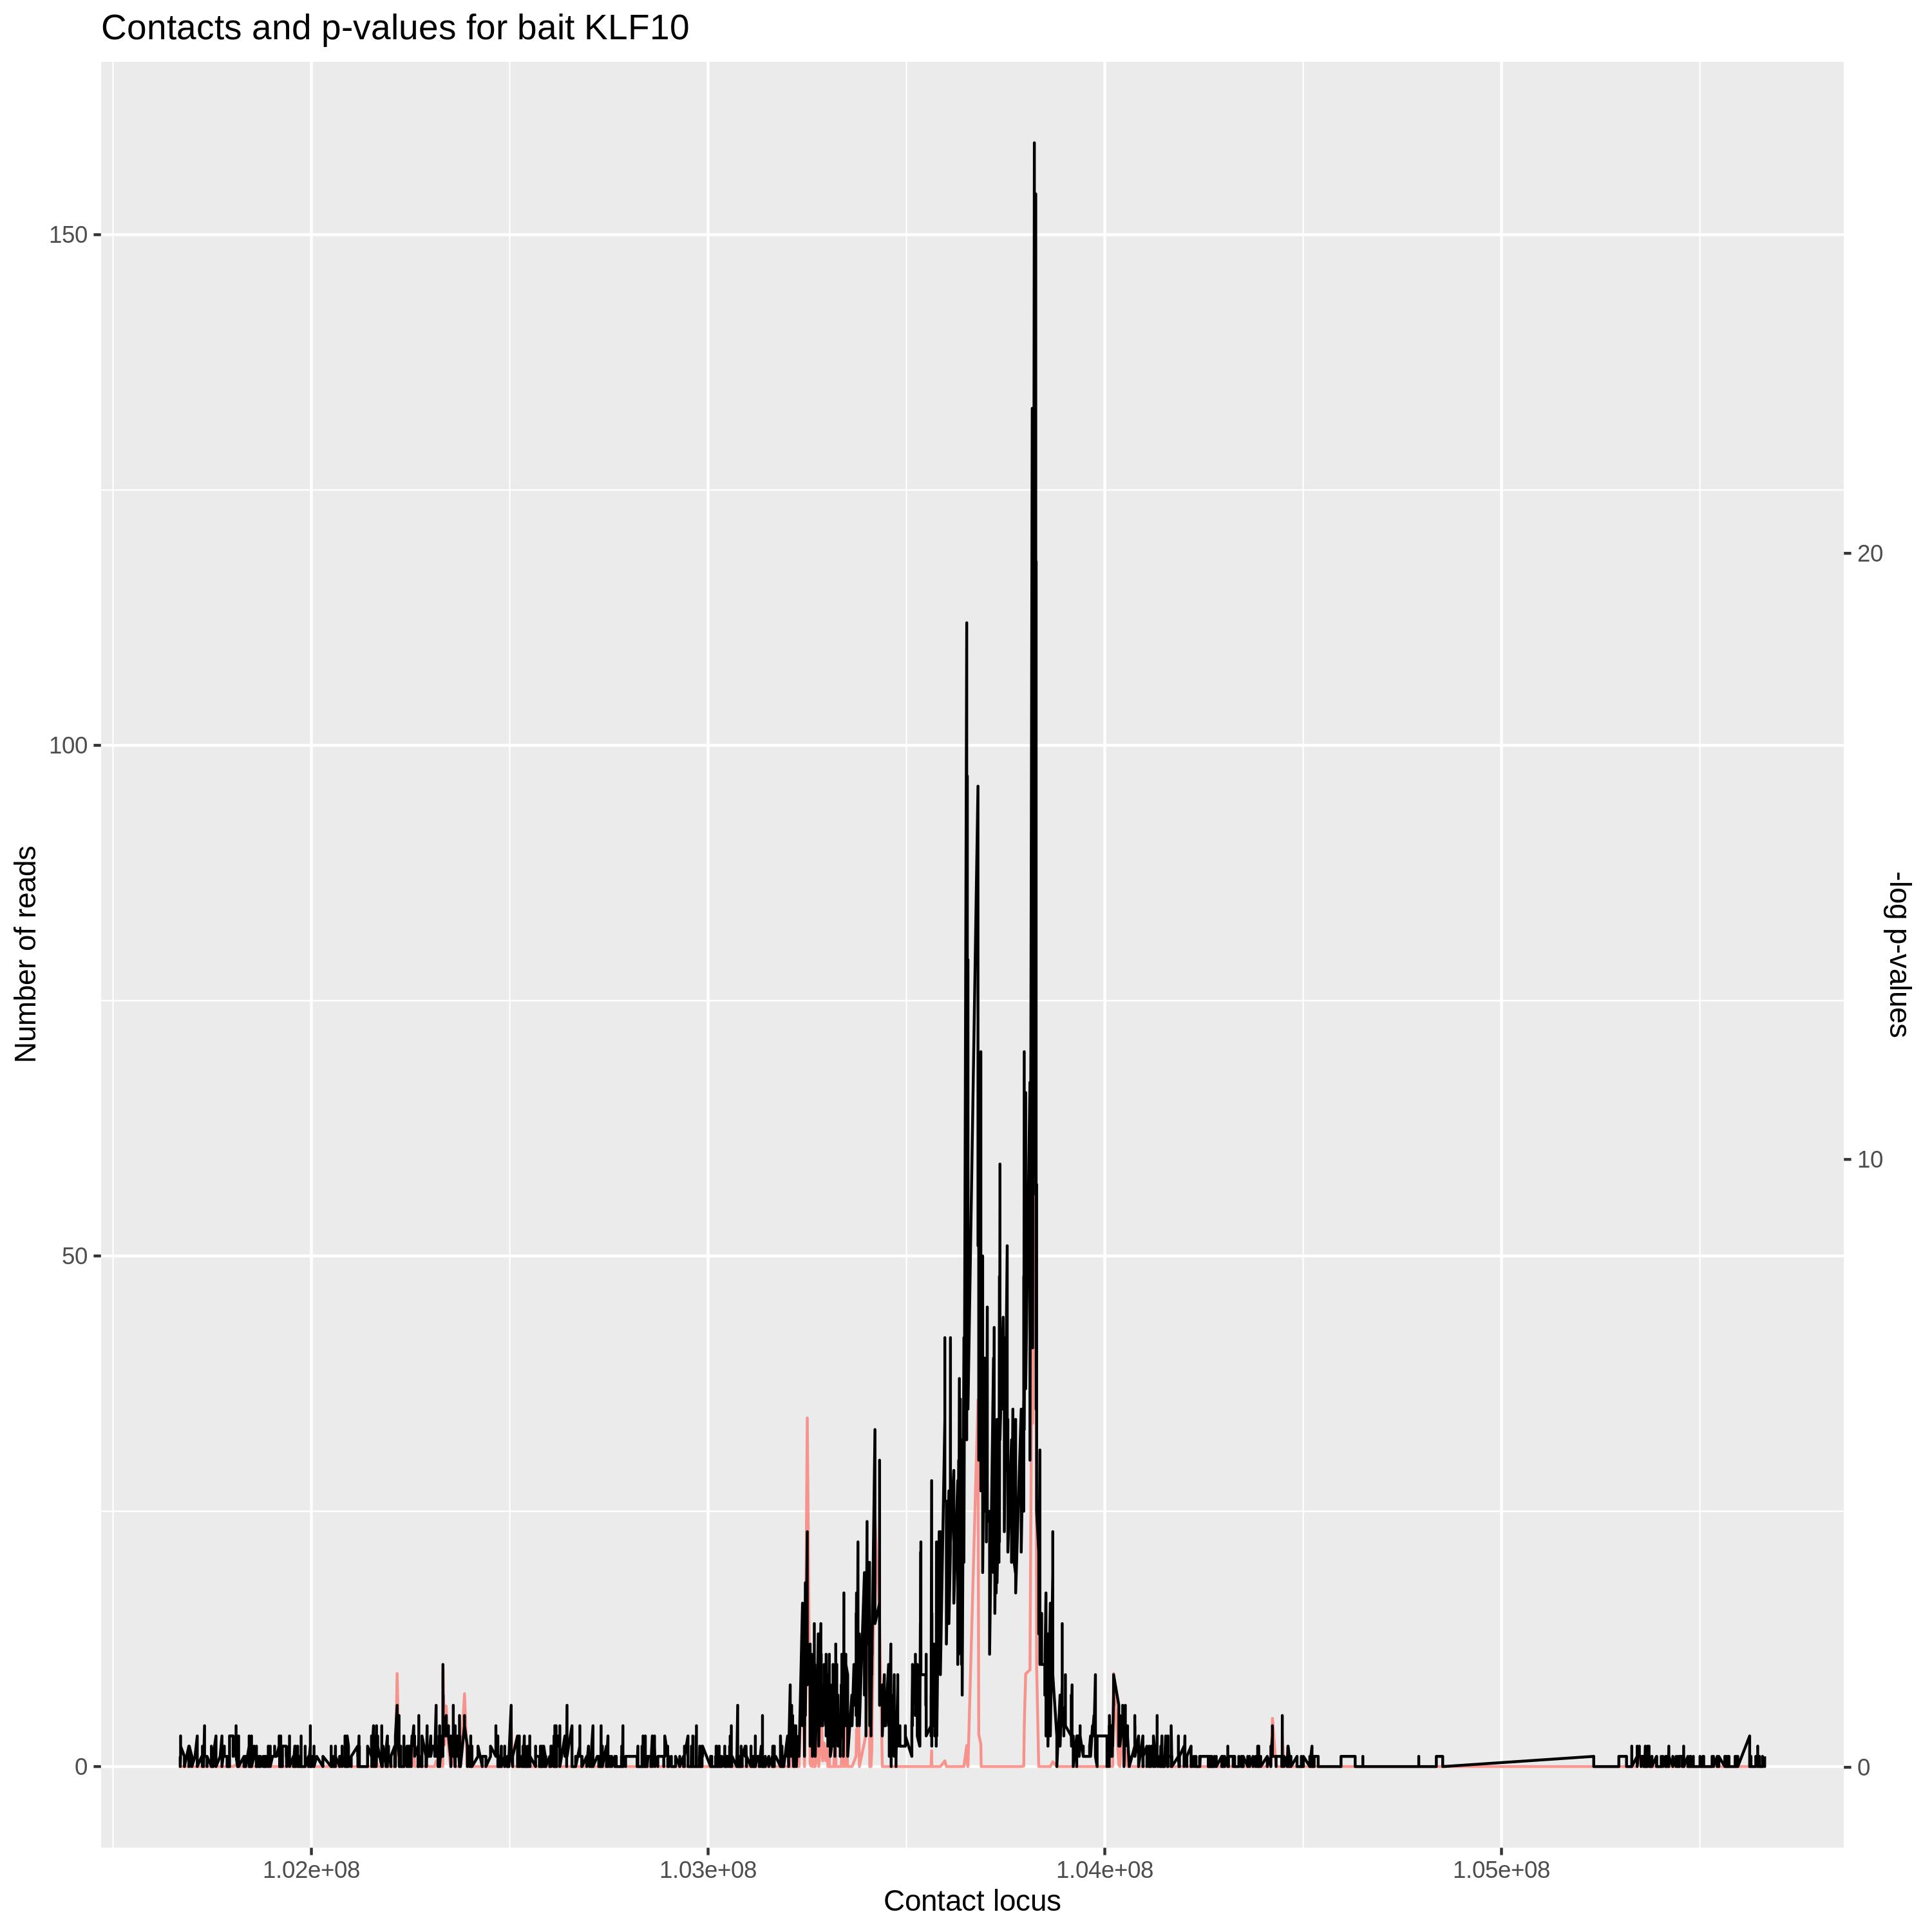 Contacts and p-values for bait KLF10
Number of reads
150
100
50
0
20
10
0
-log p-values
1.02e+08
1.03e+08
1.04e+08
1.05e+08
Contact locus